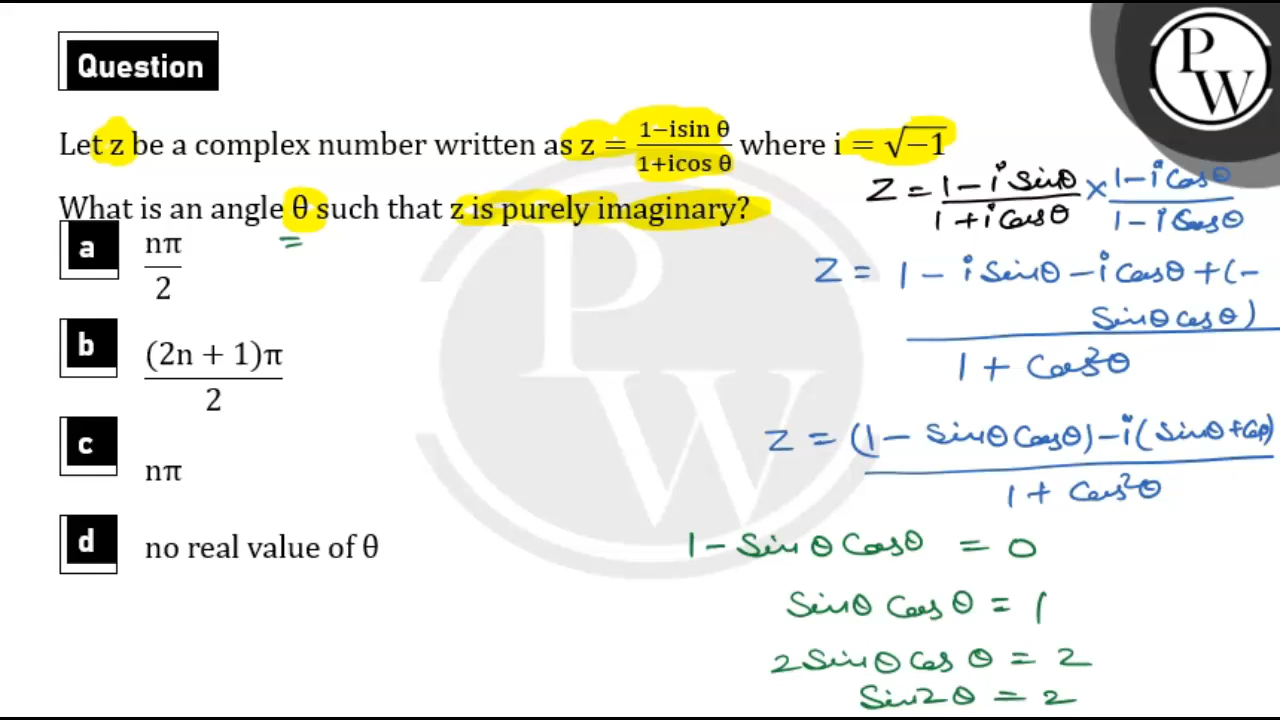 Question
P
W
Let z be a complex number written as z = 1−isin θ / 1+icos θ where i = √−1
What is an angle θ such that z is purely imaginary?
=
a nπ / 2
b (2n + 1)π / 2
c nπ
d no real value of θ
P
W
Z = 1 - i Sinθ / 1 + i Cosθ × 1 - i Cosθ / 1 - i Cosθ
Z = 1 - i Sinθ - i Cosθ + (-
Sinθ Cosθ)
1 + Cos²θ
Z = (1 - Sinθ Cosθ) - i (Sinθ + Cosθ)
1 + Cos²θ
1 - Sinθ Cosθ = 0
Sinθ Cosθ = 1
2 Sinθ Cosθ = 2
Sin2θ = 2